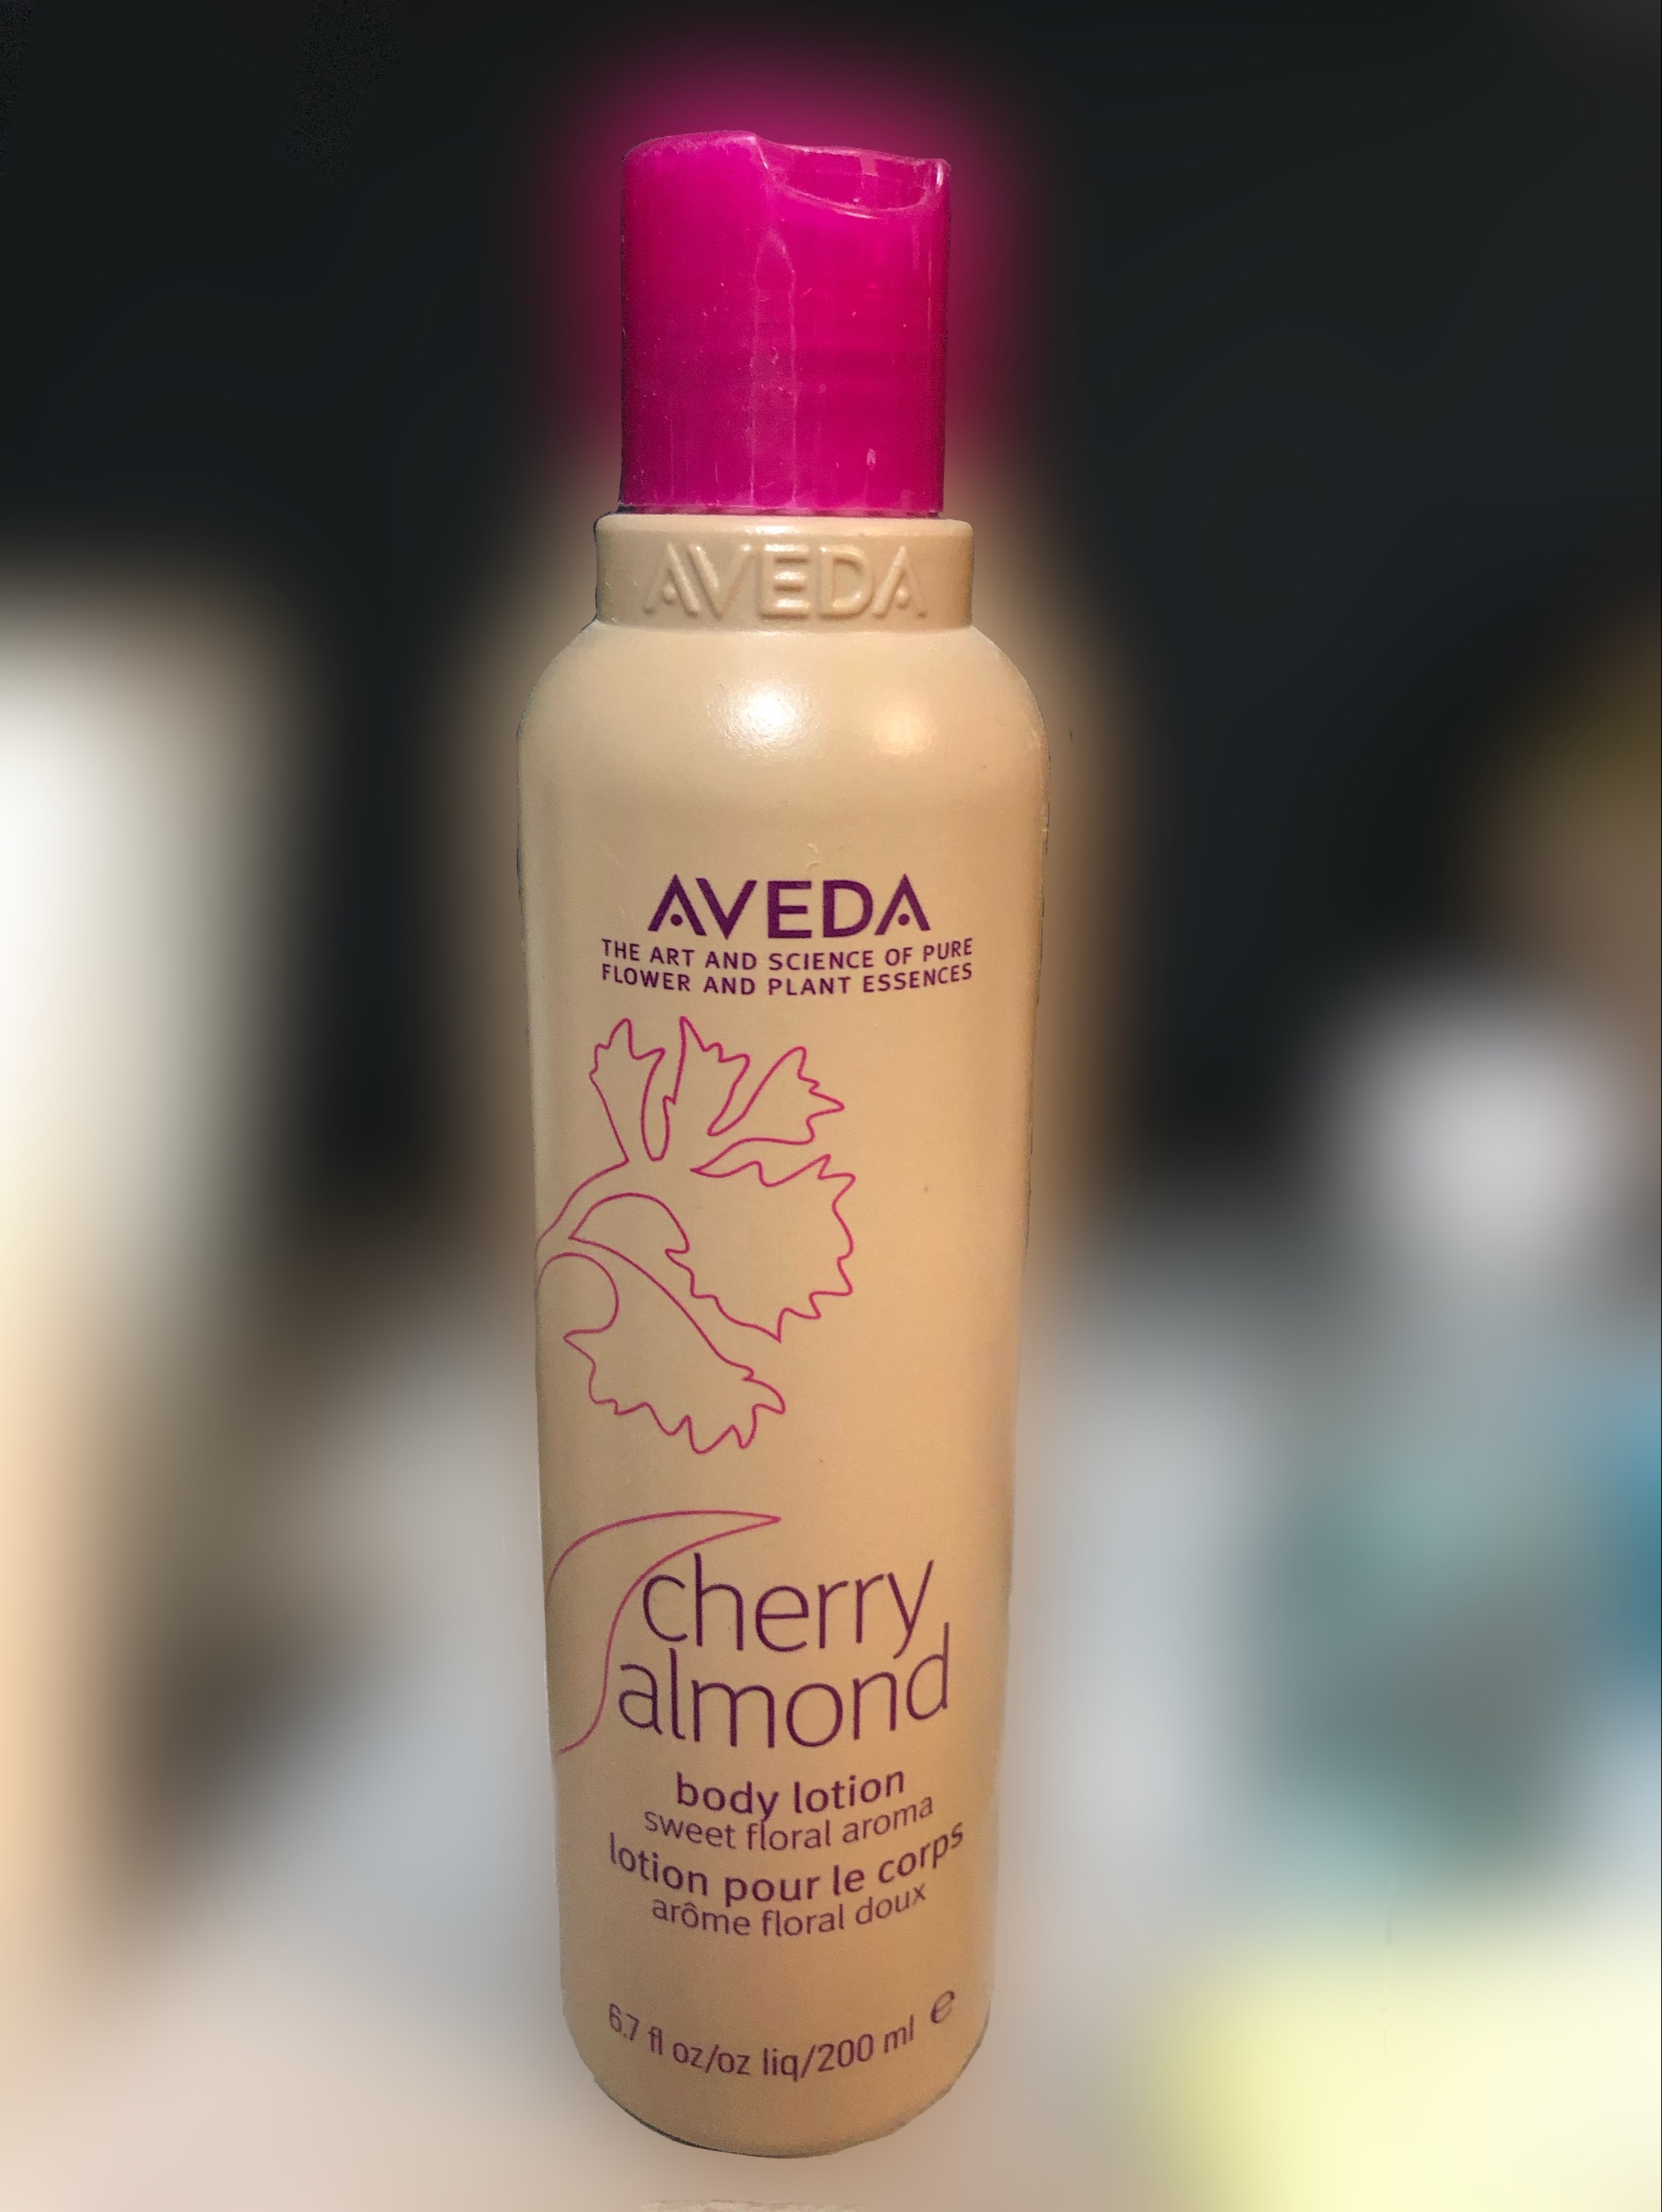 AVEDA
AVEDA
THE ART AND SCIENCE OF PURE
FLOWER AND PLANT ESSENCES
cherry
almond
body lotion
sweet floral aroma
lotion pour le corps
arôme floral doux
6.7 fl oz/oz liq/200 ml ℮